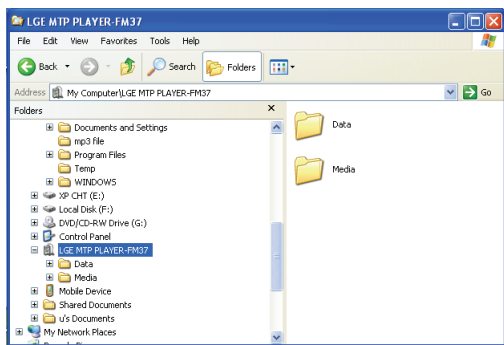 LGE MTP PLAYER-FM37
File Edit View Favorites Tools Help
Back Search Folders
Address My Computer\LGE MTP PLAYER-FM37 Go
Folders
Documents and Settings
mp3 file
Program Files
Temp
WINDOWS
XP CHT (E:)
Local Disk (F:)
DVD/CD-RW Drive (G:)
Control Panel
LGE MTP PLAYER-FM37
Data
Media
Mobile Device
Shared Documents
u's Documents
My Network Places
Data
Media